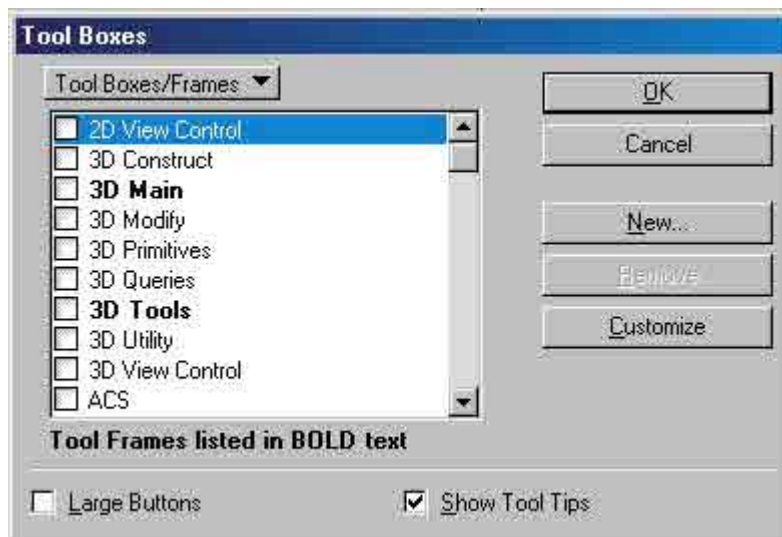 Tool Boxes
Tool Boxes/Frames
2D View Control
3D Construct
3D Main
3D Modify
3D Primitives
3D Queries
3D Tools
3D Utility
3D View Control
ACS
Tool Frames listed in BOLD text
OK
Cancel
New...
Remove
Customize
Large Buttons
Show Tool Tips